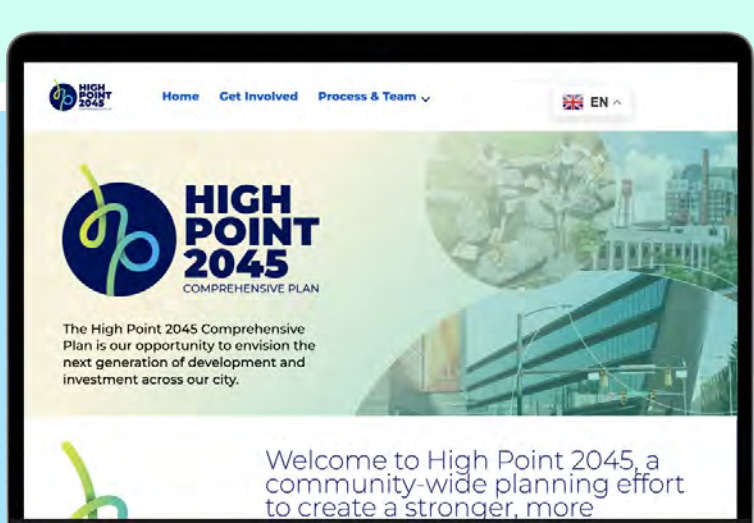 HIGH
POINT
2045
Home Get Involved Process & Team
EN
HIGH
POINT
2045
COMPREHENSIVE PLAN
The High Point 2045 Comprehensive
Plan is our opportunity to envision the
next generation of development and
investment across our city.
Welcome to High Point 2045, a
community-wide planning effort
to create a stronger, more